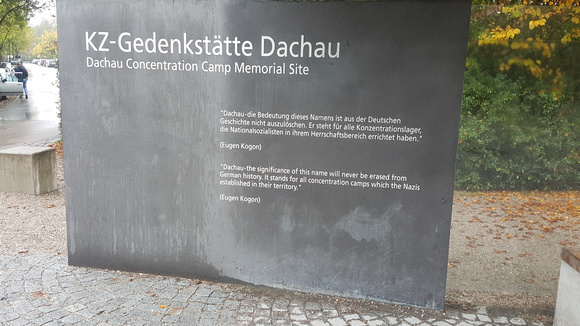 KZ-Gedenkstätte Dachau
Dachau Concentration Camp Memorial Site
"Dachau-die Bedeutung dieses Namens ist aus der Deutschen
Geschichte nicht auszulöschen. Er steht für alle Konzentrationslager,
die Nationalsozialisten in ihrem Herrschaftsbereich errichtet haben."
(Eugen Kogon)
"Dachau-the significance of this name will never be erased from
German history. It stands for all concentration camps which the Nazis
established in their territory."
(Eugen Kogon)